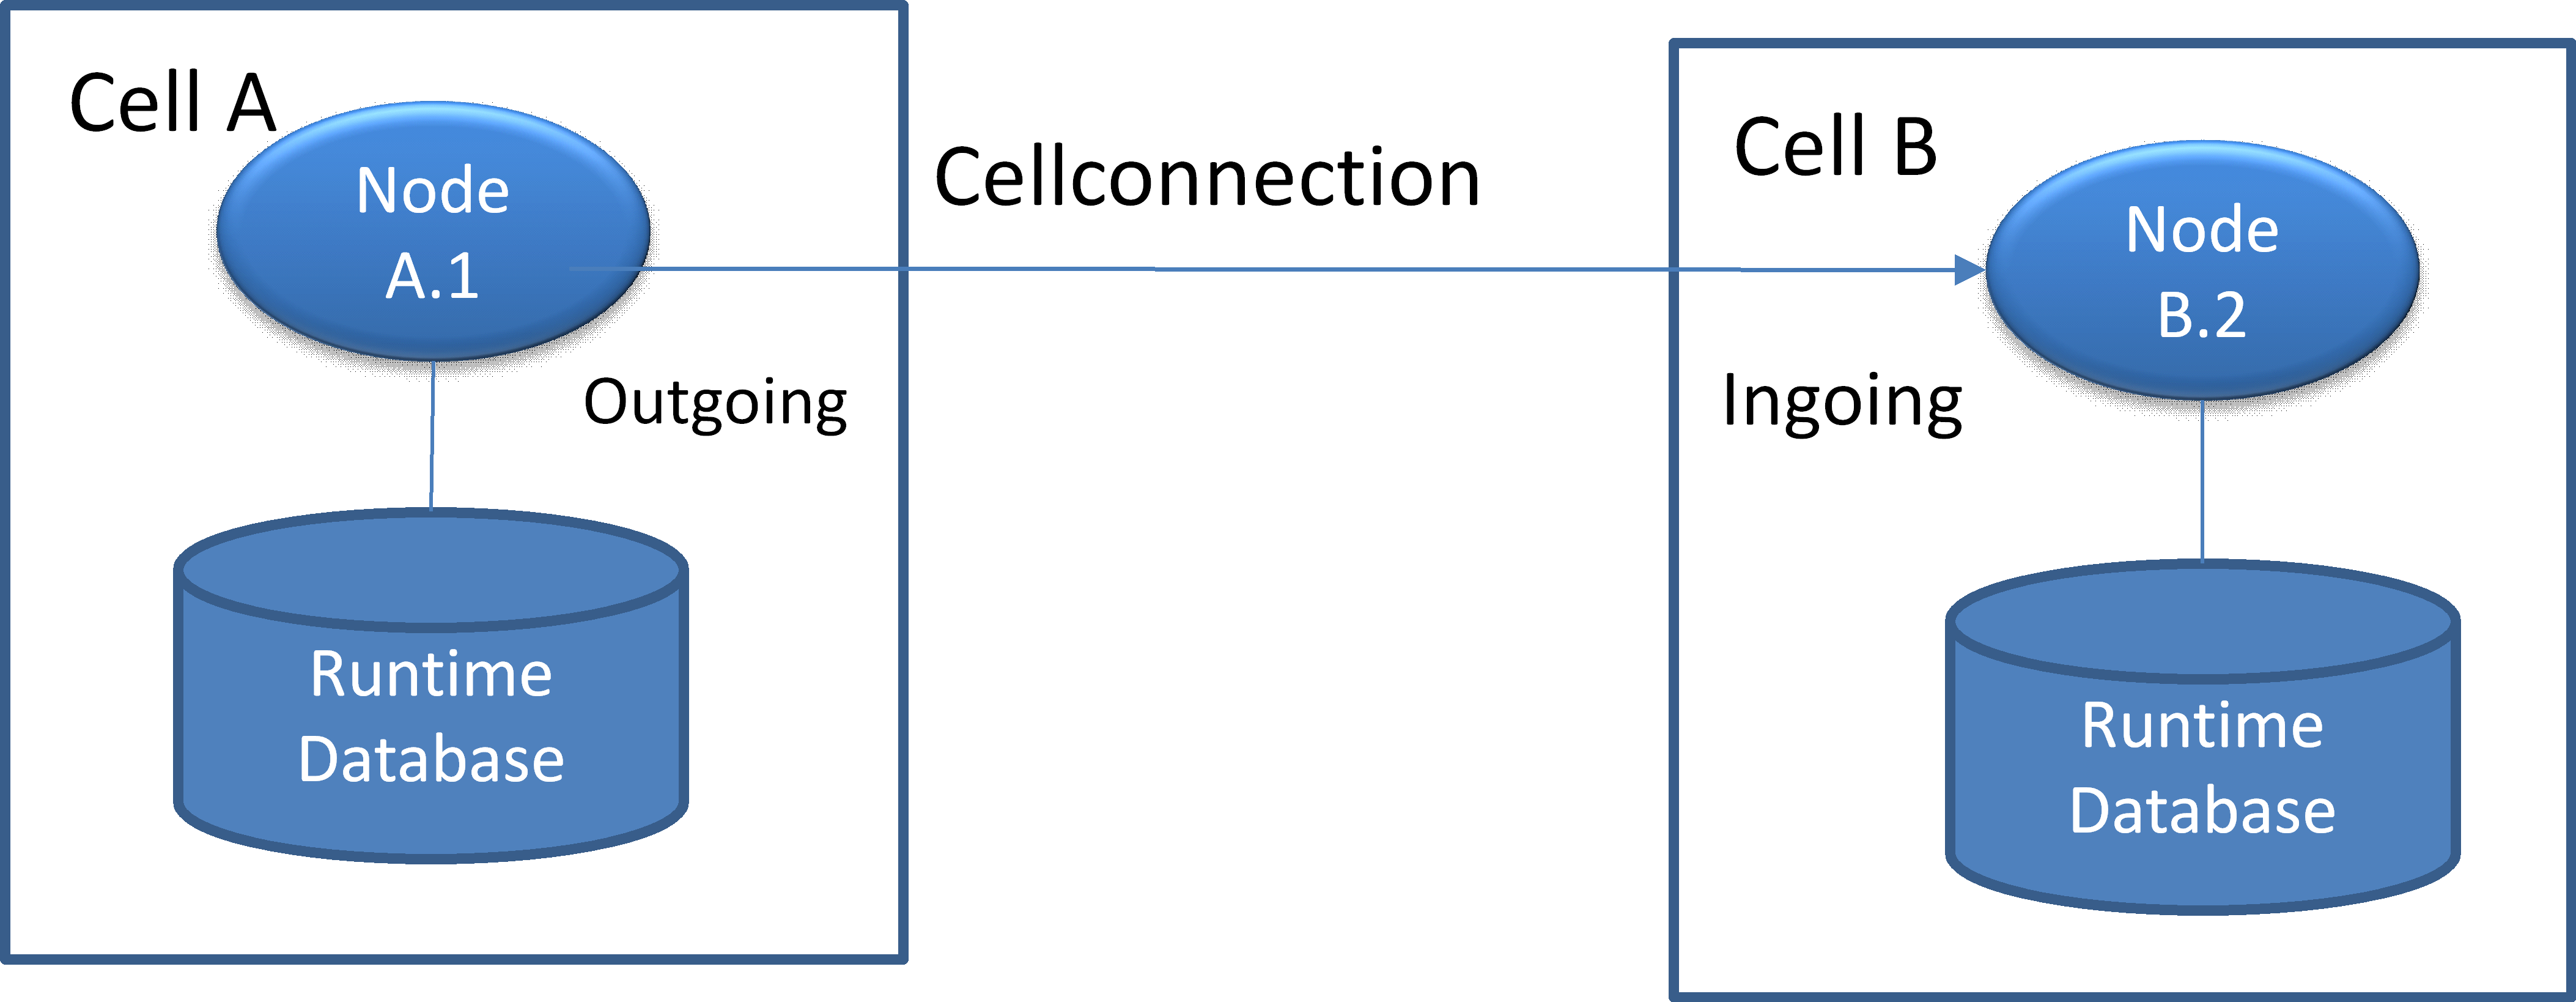 Cell A
Node
A.1
Outgoing
Runtime
Database
Cellconnection
Cell B
Node
B.2
Ingoing
Runtime
Database